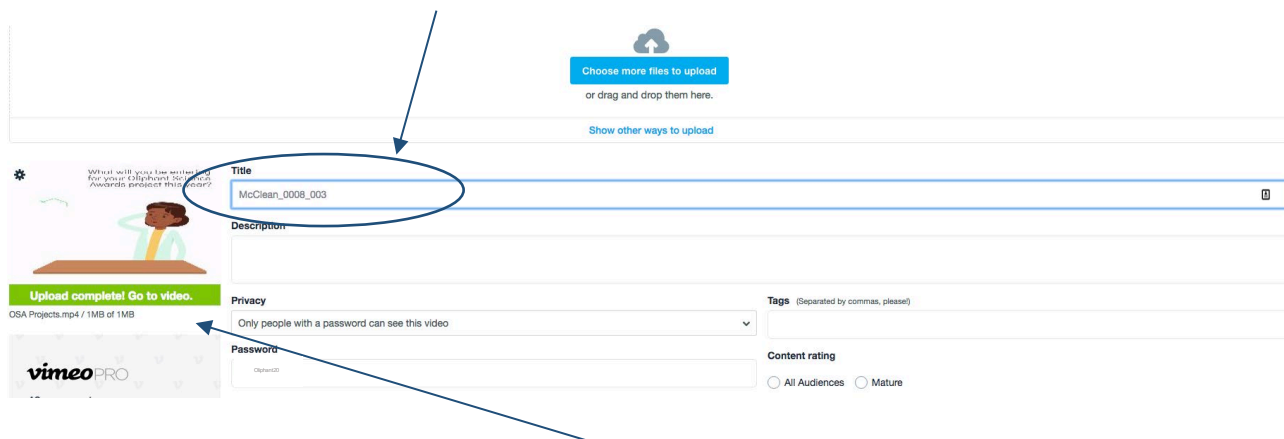 Choose more files to upload
or drag and drop them here.
Show other ways to upload
What will you be entering
for your Oliphant Science
Awards project this year?
Upload complete! Go to video.
OSA Projects.mp4 / 1MB of 1MB
vimeo PRO
Title
McClean_0008_003
Description
Privacy
Only people with a password can see this video
Tags (Separated by commas, please!)
Password
Oliphant20
Content rating
All Audiences
Mature